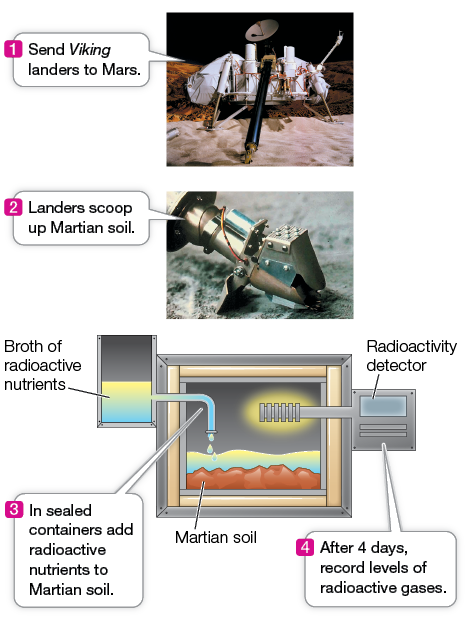 1 Send Viking
landers to Mars.
2 Landers scoop
up Martian soil.
Broth of
radioactive
nutrients
Radioactivity
detector
3 In sealed
containers add
radioactive
nutrients to
Martian soil.
Martian soil
4 After 4 days,
record levels of
radioactive gases.